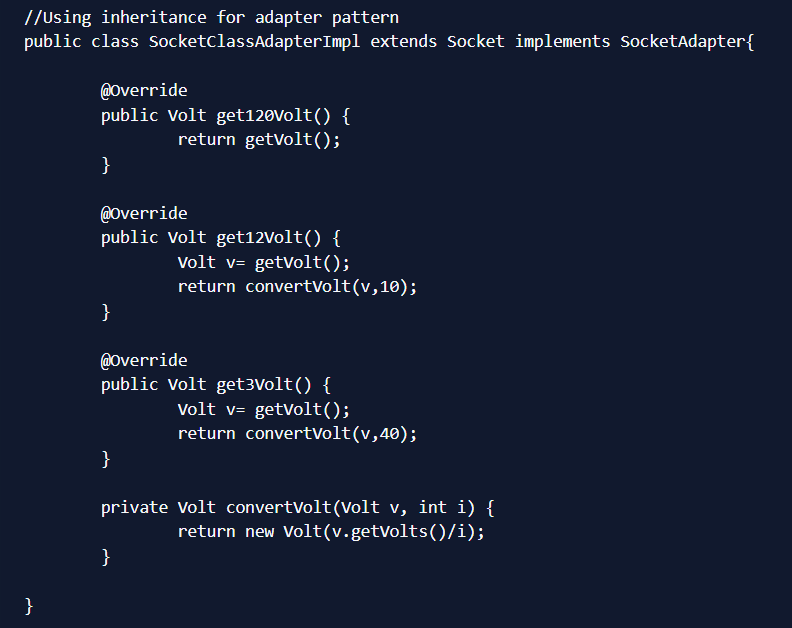 //Using inheritance for adapter pattern
public class SocketClassAdapterImpl extends Socket implements SocketAdapter{
@Override
public Volt get120Volt() {
return getVolt();
}
@Override
public Volt get12Volt() {
Volt v= getVolt();
return convertVolt(v,10);
}
@Override
public Volt get3Volt() {
Volt v= getVolt();
return convertVolt(v,40);
}
private Volt convertVolt(Volt v, int i) {
return new Volt(v.getVolts()/i);
}
}